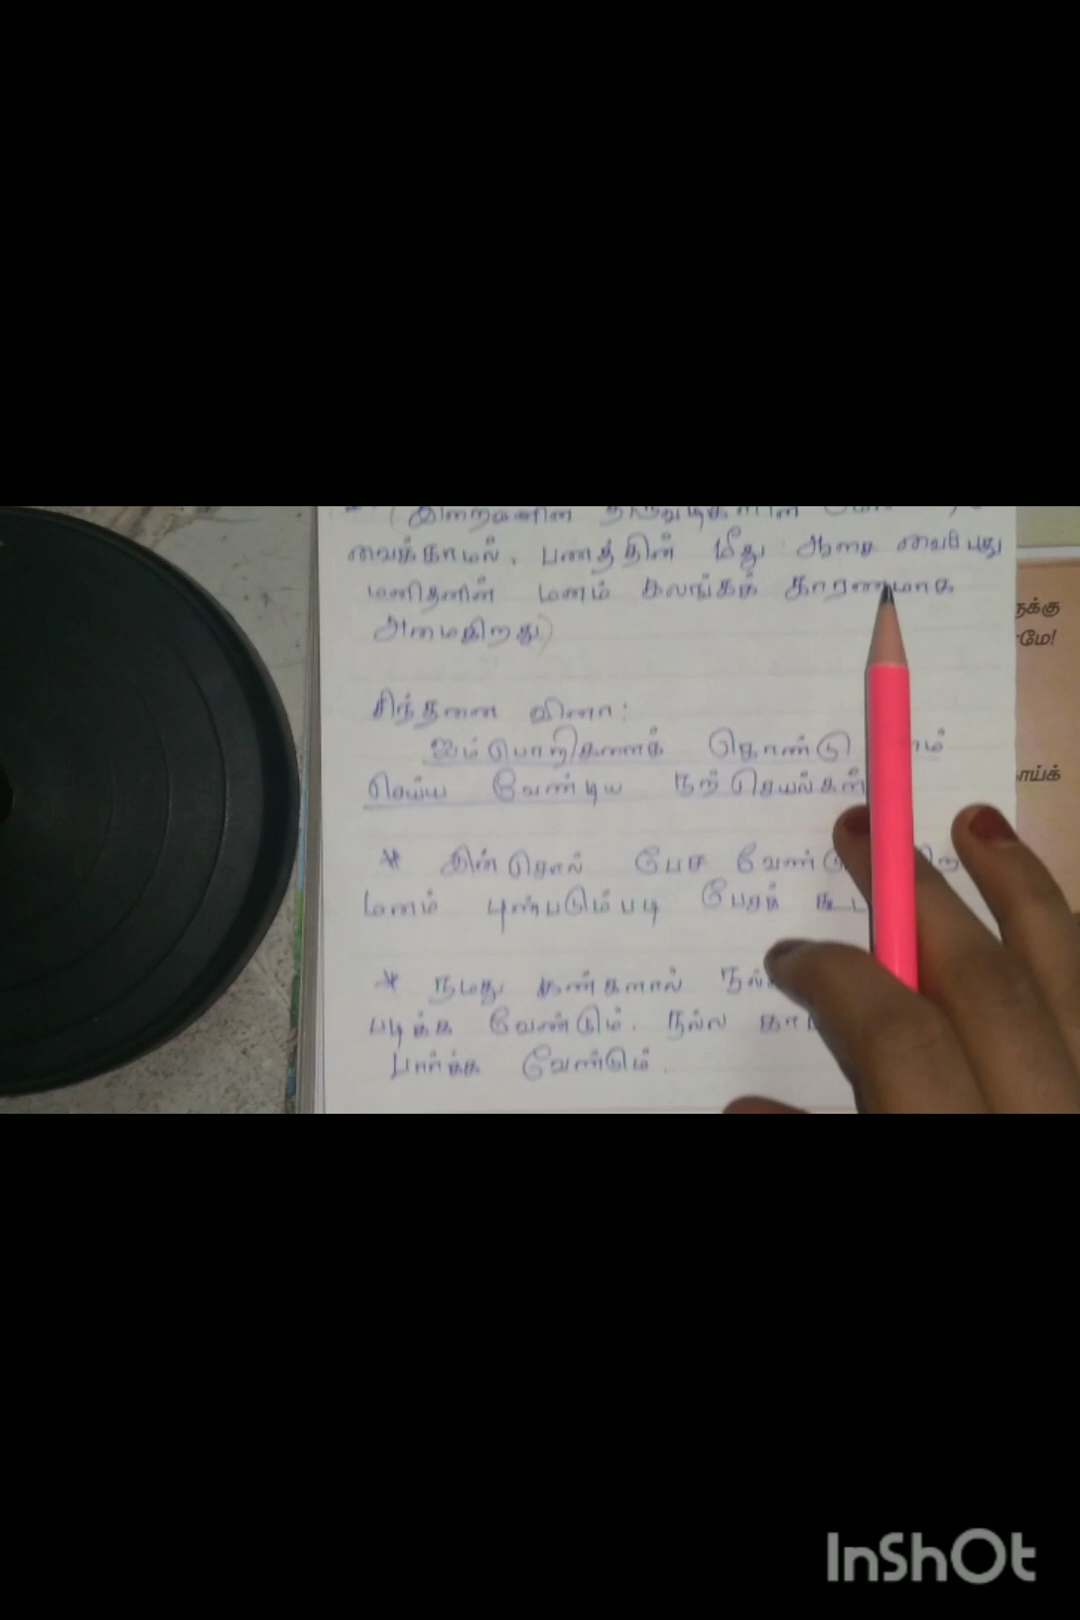 வைக்காமல், பணத்தின் மீது ஆசை வைப்பது
மனிதனின் மனம் கலங்கக் காரணமாக
அமைகிறது)
சிந்தனை வினா:
ஐம்பொறிகளைக் கொண்டு
செய்ய வேண்டிய நற்செயல்கள்
* இன்சொல் பேச
மனம் புண்படும்படி பேசக்
* நமது கண்களால்
படிக்க வேண்டும். நல்ல
பார்க்க வேண்டும்.
InShOt